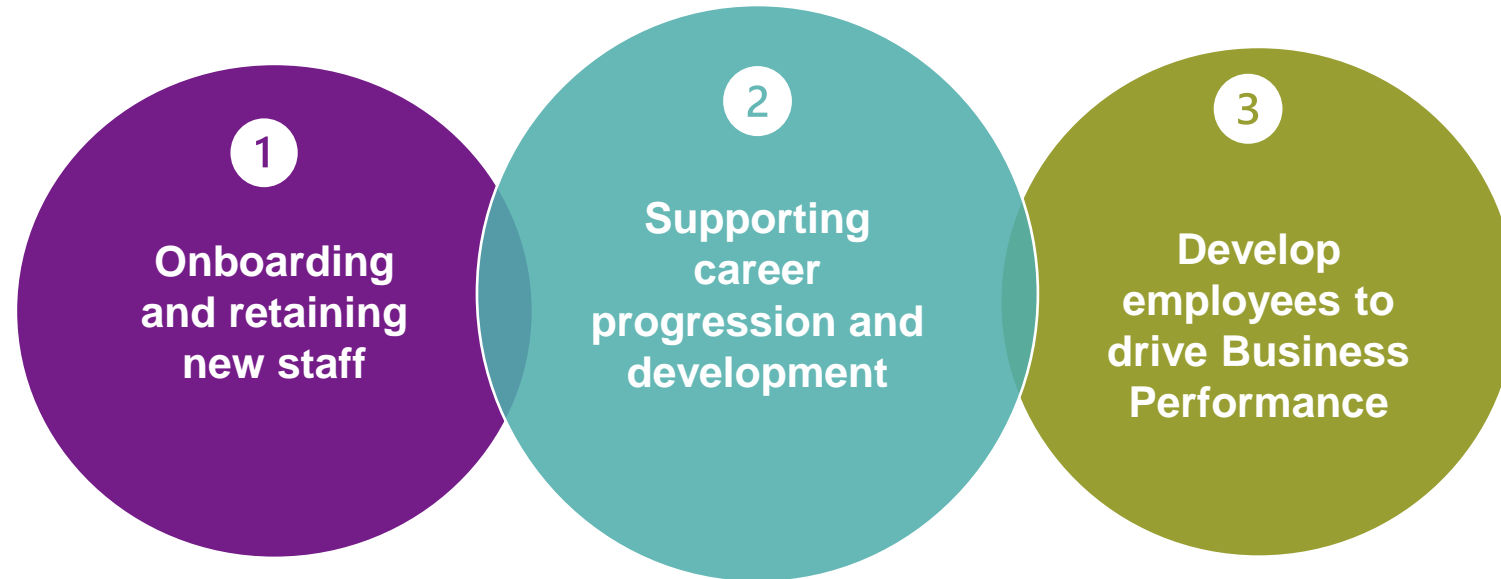 1
Onboarding
and retaining
new staff
2
Supporting
career
progression and
development
3
Develop
employees to
drive Business
Performance